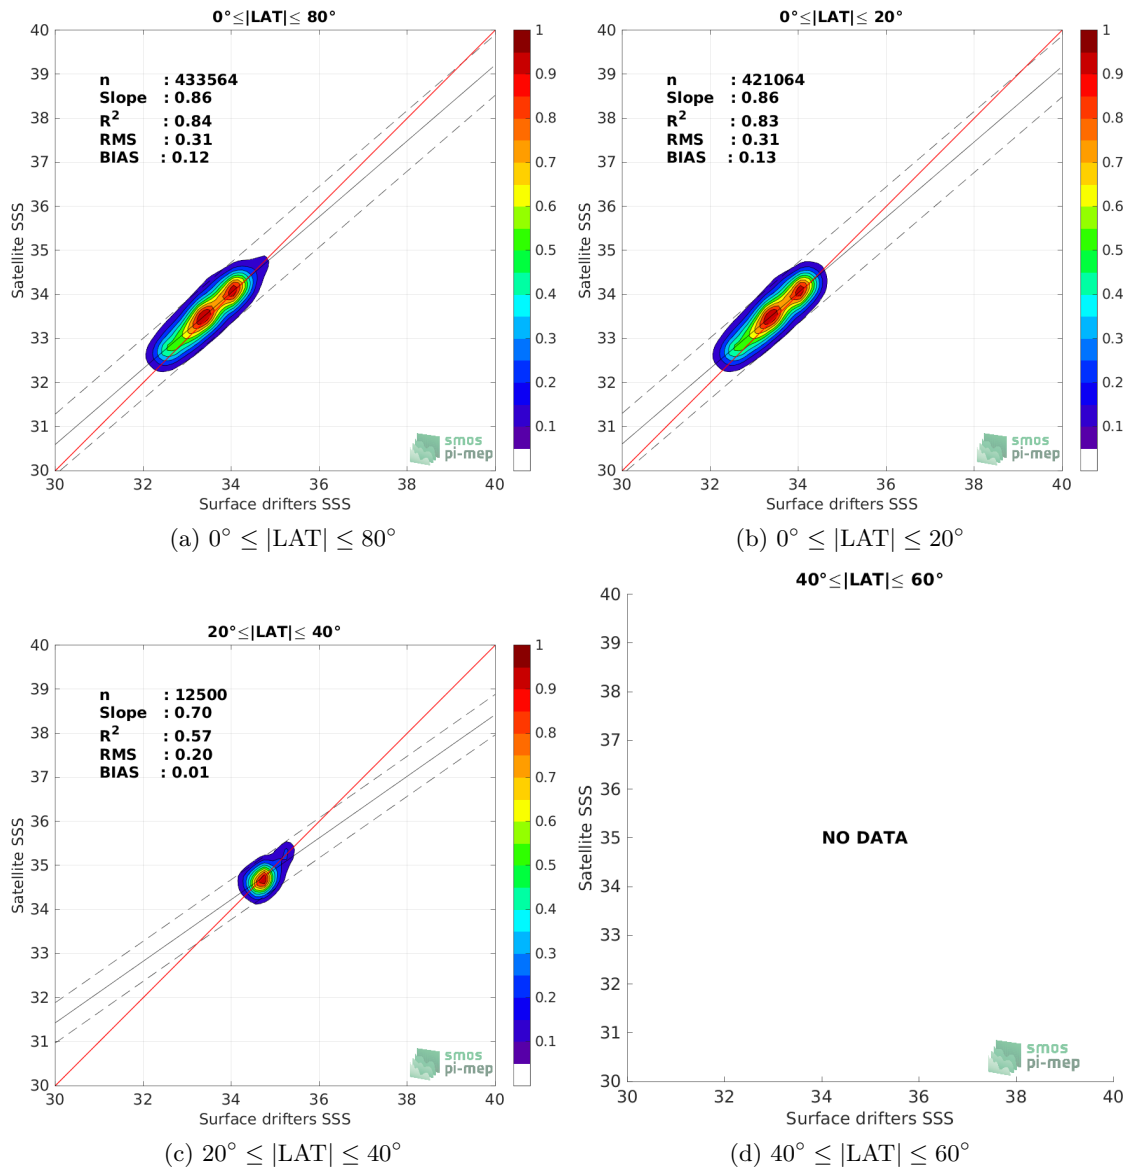 0°≤|LAT|≤ 80°
40
39
38
37
36
35
34
33
32
31
30
Satellite SSS
n : 433564
Slope : 0.86
R2 : 0.84
RMS : 0.31
BIAS : 0.12
smos
pi-mep
30 32 34 36 38 40
Surface drifters SSS
1
0.9
0.8
0.7
0.6
0.5
0.4
0.3
0.2
0.1
(a) 0° ≤ |LAT| ≤ 80°
0°≤|LAT|≤ 20°
40
39
38
37
36
35
34
33
32
31
30
Satellite SSS
n : 421064
Slope : 0.86
R2 : 0.83
RMS : 0.31
BIAS : 0.13
smos
pi-mep
30 32 34 36 38 40
Surface drifters SSS
1
0.9
0.8
0.7
0.6
0.5
0.4
0.3
0.2
0.1
(b) 0° ≤ |LAT| ≤ 20°
20°≤|LAT|≤ 40°
40
39
38
37
36
35
34
33
32
31
30
Satellite SSS
n : 12500
Slope : 0.70
R2 : 0.57
RMS : 0.20
BIAS : 0.01
smos
pi-mep
30 32 34 36 38 40
Surface drifters SSS
1
0.9
0.8
0.7
0.6
0.5
0.4
0.3
0.2
0.1
(c) 20° ≤ |LAT| ≤ 40°
40°≤|LAT|≤ 60°
40
39
38
37
36
35
34
33
32
31
30
Satellite SSS
NO DATA
smos
pi-mep
30 32 34 36 38 40
Surface drifters SSS
(d) 40° ≤ |LAT| ≤ 60°